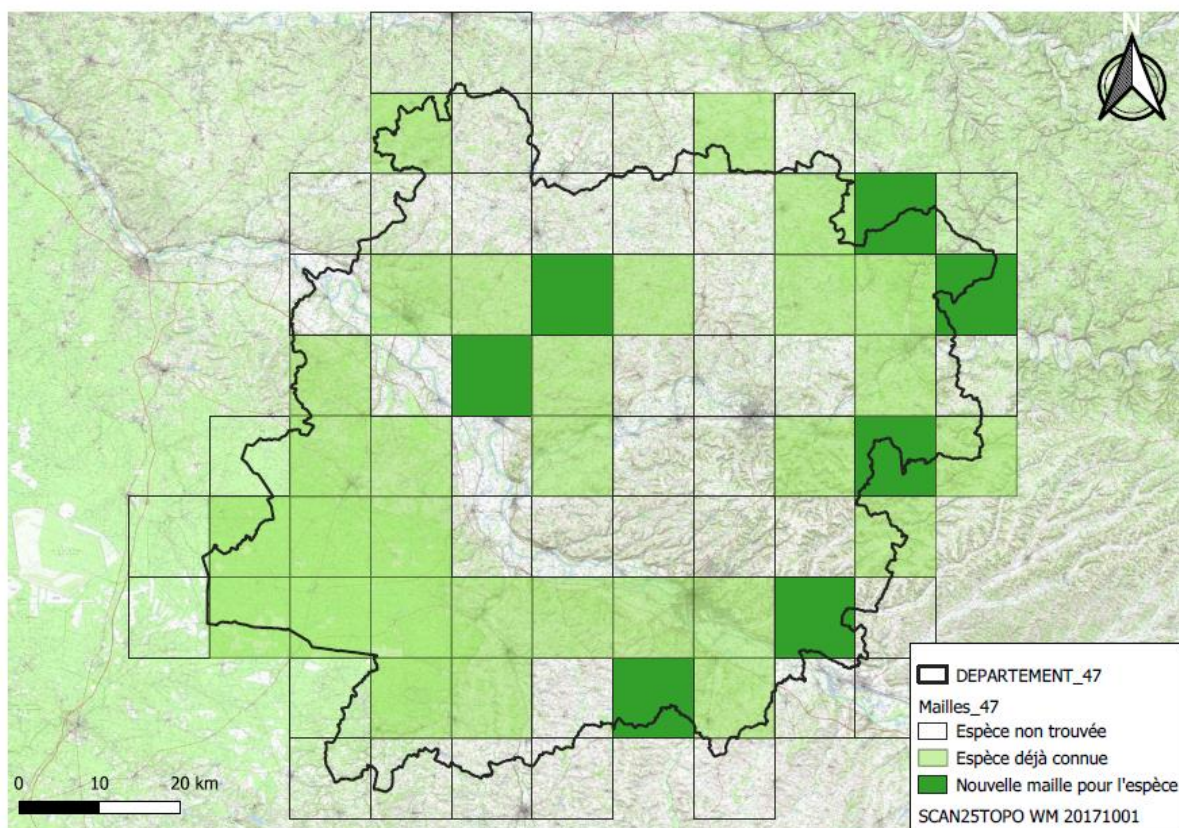 N
DEPARTEMENT_47
Mailles_47
Espèce non trouvée
Espèce déjà connue
Nouvelle maille pour l'espèce
SCAN25TOPO WM 20171001
0 10 20 km